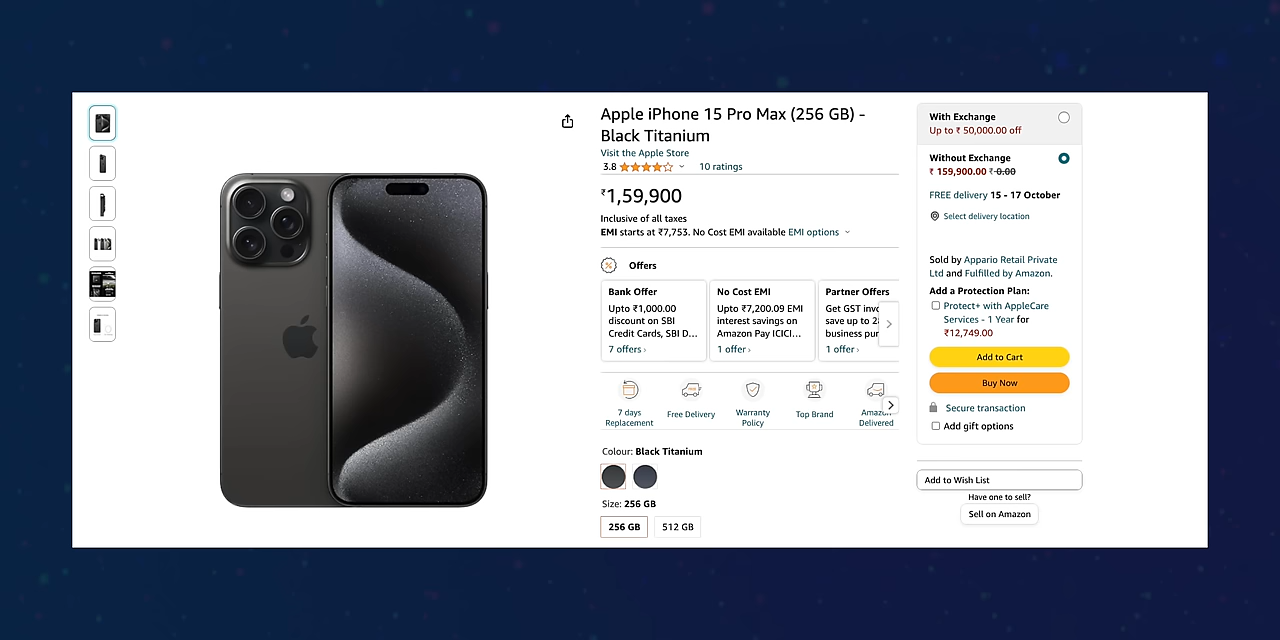 Apple iPhone 15 Pro Max (256 GB) -
Black Titanium
Visit the Apple Store
3.8
10 ratings
₹1,59,900
Inclusive of all taxes
EMI starts at ₹7,753. No Cost EMI available EMI options
Offers
Bank Offer
Upto ₹1,000.00
discount on SBI
Credit Cards, SBI D...
7 offers
No Cost EMI
Upto ₹7,200.09 EMI
interest savings on
Amazon Pay ICICI...
1 offer
Partner Offers
Get GST invo
save up to 28
business pur
1 offer
7 days
Replacement
Free Delivery
Warranty
Policy
Top Brand
Amazon
Delivered
Colour: Black Titanium
Size: 256 GB
256 GB
512 GB
With Exchange
Up to ₹ 50,000.00 off
Without Exchange
₹ 159,900.00 ₹ 0.00
FREE delivery 15 - 17 October
Select delivery location
Sold by Appario Retail Private
Ltd and Fulfilled by Amazon.
Add a Protection Plan:
Protect+ with AppleCare
Services - 1 Year for
₹12,749.00
Add to Cart
Buy Now
Secure transaction
Add gift options
Add to Wish List
Have one to sell?
Sell on Amazon